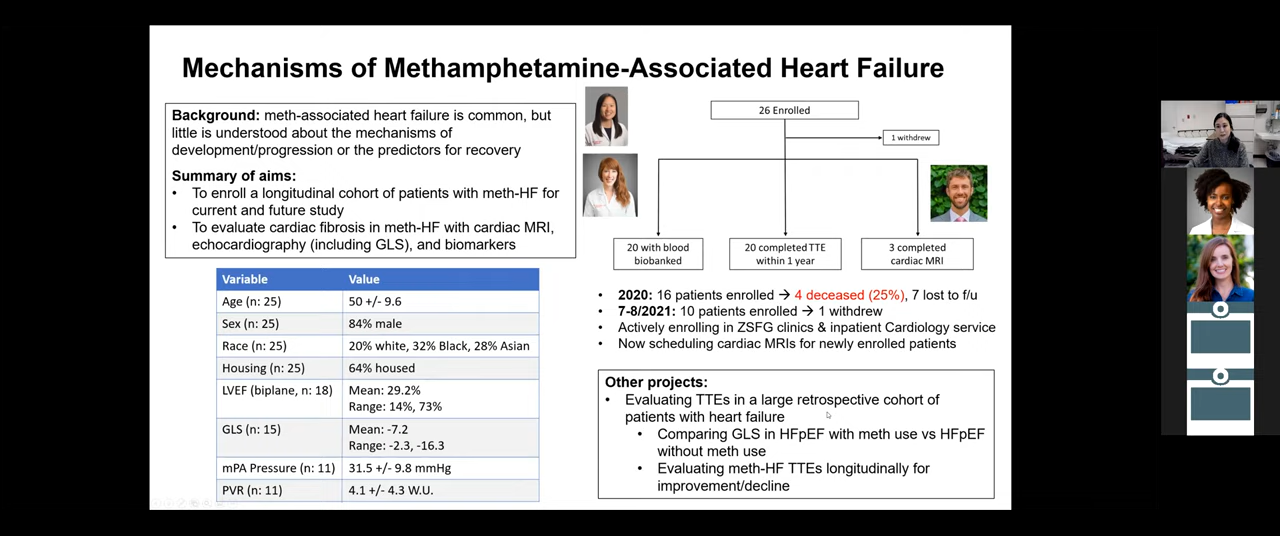 Mechanisms of Methamphetamine-Associated Heart Failure
Background: meth-associated heart failure is common, but
little is understood about the mechanisms of
development/progression or the predictors for recovery
Summary of aims:
• To enroll a longitudinal cohort of patients with meth-HF for
current and future study
• To evaluate cardiac fibrosis in meth-HF with cardiac MRI,
echocardiography (including GLS), and biomarkers
Variable Value
Age (n: 25) 50 +/- 9.6
Sex (n: 25) 84% male
Race (n: 25) 20% white, 32% Black, 28% Asian
Housing (n: 25) 64% housed
LVEF (biplane, n: 18) Mean: 29.2%
Range: 14%, 73%
GLS (n: 15) Mean: -7.2
Range: -2.3, -16.3
mPA Pressure (n: 11) 31.5 +/- 9.8 mmHg
PVR (n: 11) 4.1 +/- 4.3 W.U.
26 Enrolled
1 withdrew
20 with blood
biobanked
20 completed TTE
within 1 year
3 completed
cardiac MRI
• 2020: 16 patients enrolled → 4 deceased (25%), 7 lost to f/u
• 7-8/2021: 10 patients enrolled → 1 withdrew
• Actively enrolling in ZSFG clinics & inpatient Cardiology service
• Now scheduling cardiac MRIs for newly enrolled patients
Other projects:
• Evaluating TTEs in a large retrospective cohort of
patients with heart failure
• Comparing GLS in HFpEF with meth use vs HFpEF
without meth use
• Evaluating meth-HF TTEs longitudinally for
improvement/decline